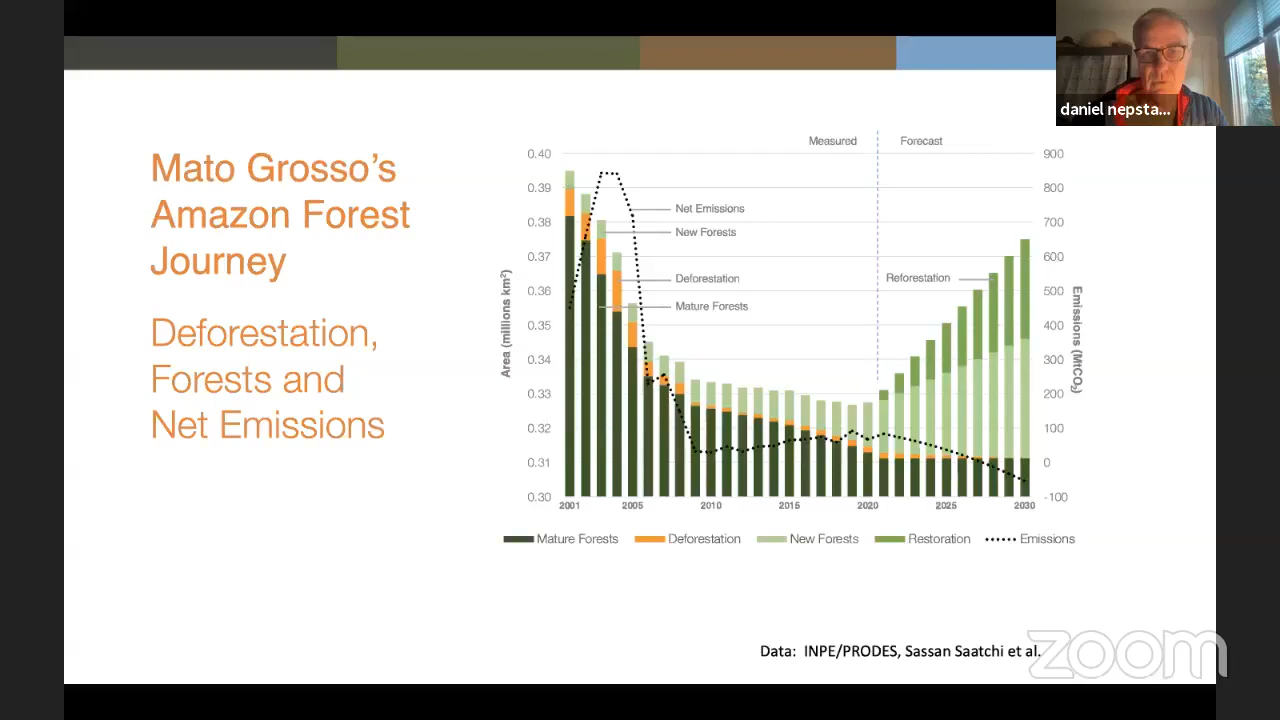 daniel nepsta...
Mato Grosso’s
Amazon Forest
Journey
Deforestation,
Forests and
Net Emissions
Measured
Forecast
0.40
0.39
0.38
0.37
0.36
0.35
0.34
0.33
0.32
0.31
0.30
Area (millions km²)
Net Emissions
New Forests
Deforestation
Mature Forests
Reforestation
900
800
700
600
500
400
300
200
100
0
-100
Emissions (MtCO₂)
2001 2005 2010 2015 2020 2025 2030
Mature Forests Deforestation New Forests Restoration Emissions
Data: INPE/PRODES, Sassan Saatchi et al.
zoom